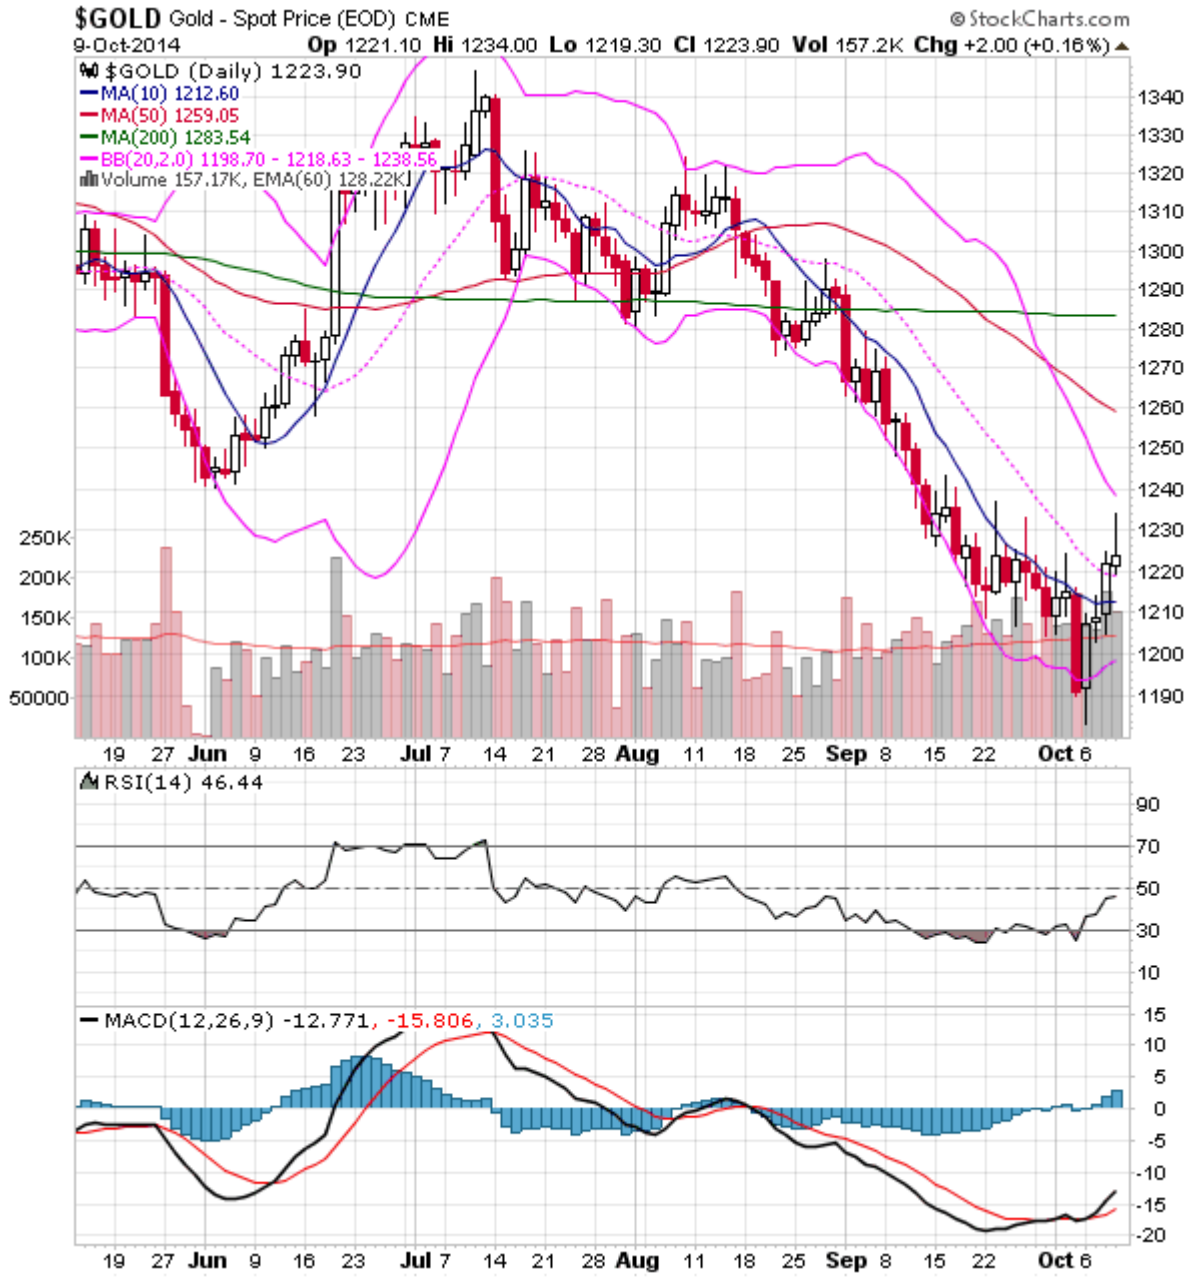 $GOLD Gold - Spot Price (EOD) CME © StockCharts.com
9-Oct-2014 Op 1221.10 Hi 1234.00 Lo 1219.30 Cl 1223.90 Vol 157.2K Chg +2.00 (+0.16%)
$GOLD (Daily) 1223.90
MA(10) 1212.60
MA(50) 1259.05
MA(200) 1283.54
BB(20,2.0) 1198.70 - 1218.63 - 1238.56
Volume 157.17K, EMA(60) 128.22K
1340
1330
1320
1310
1300
1290
1280
1270
1260
1250
1240
1230
1220
1210
1200
1190
250K
200K
150K
100K
50000
19 27 Jun 9 16 23 Jul 7 14 21 28 Aug 11 18 25 Sep 8 15 22 Oct 6
RSI(14) 46.44
90
70
50
30
10
MACD(12,26,9) -12.771, -15.806, 3.035
15
10
5
0
-5
-10
-15
-20
19 27 Jun 9 16 23 Jul 7 14 21 28 Aug 11 18 25 Sep 8 15 22 Oct 6